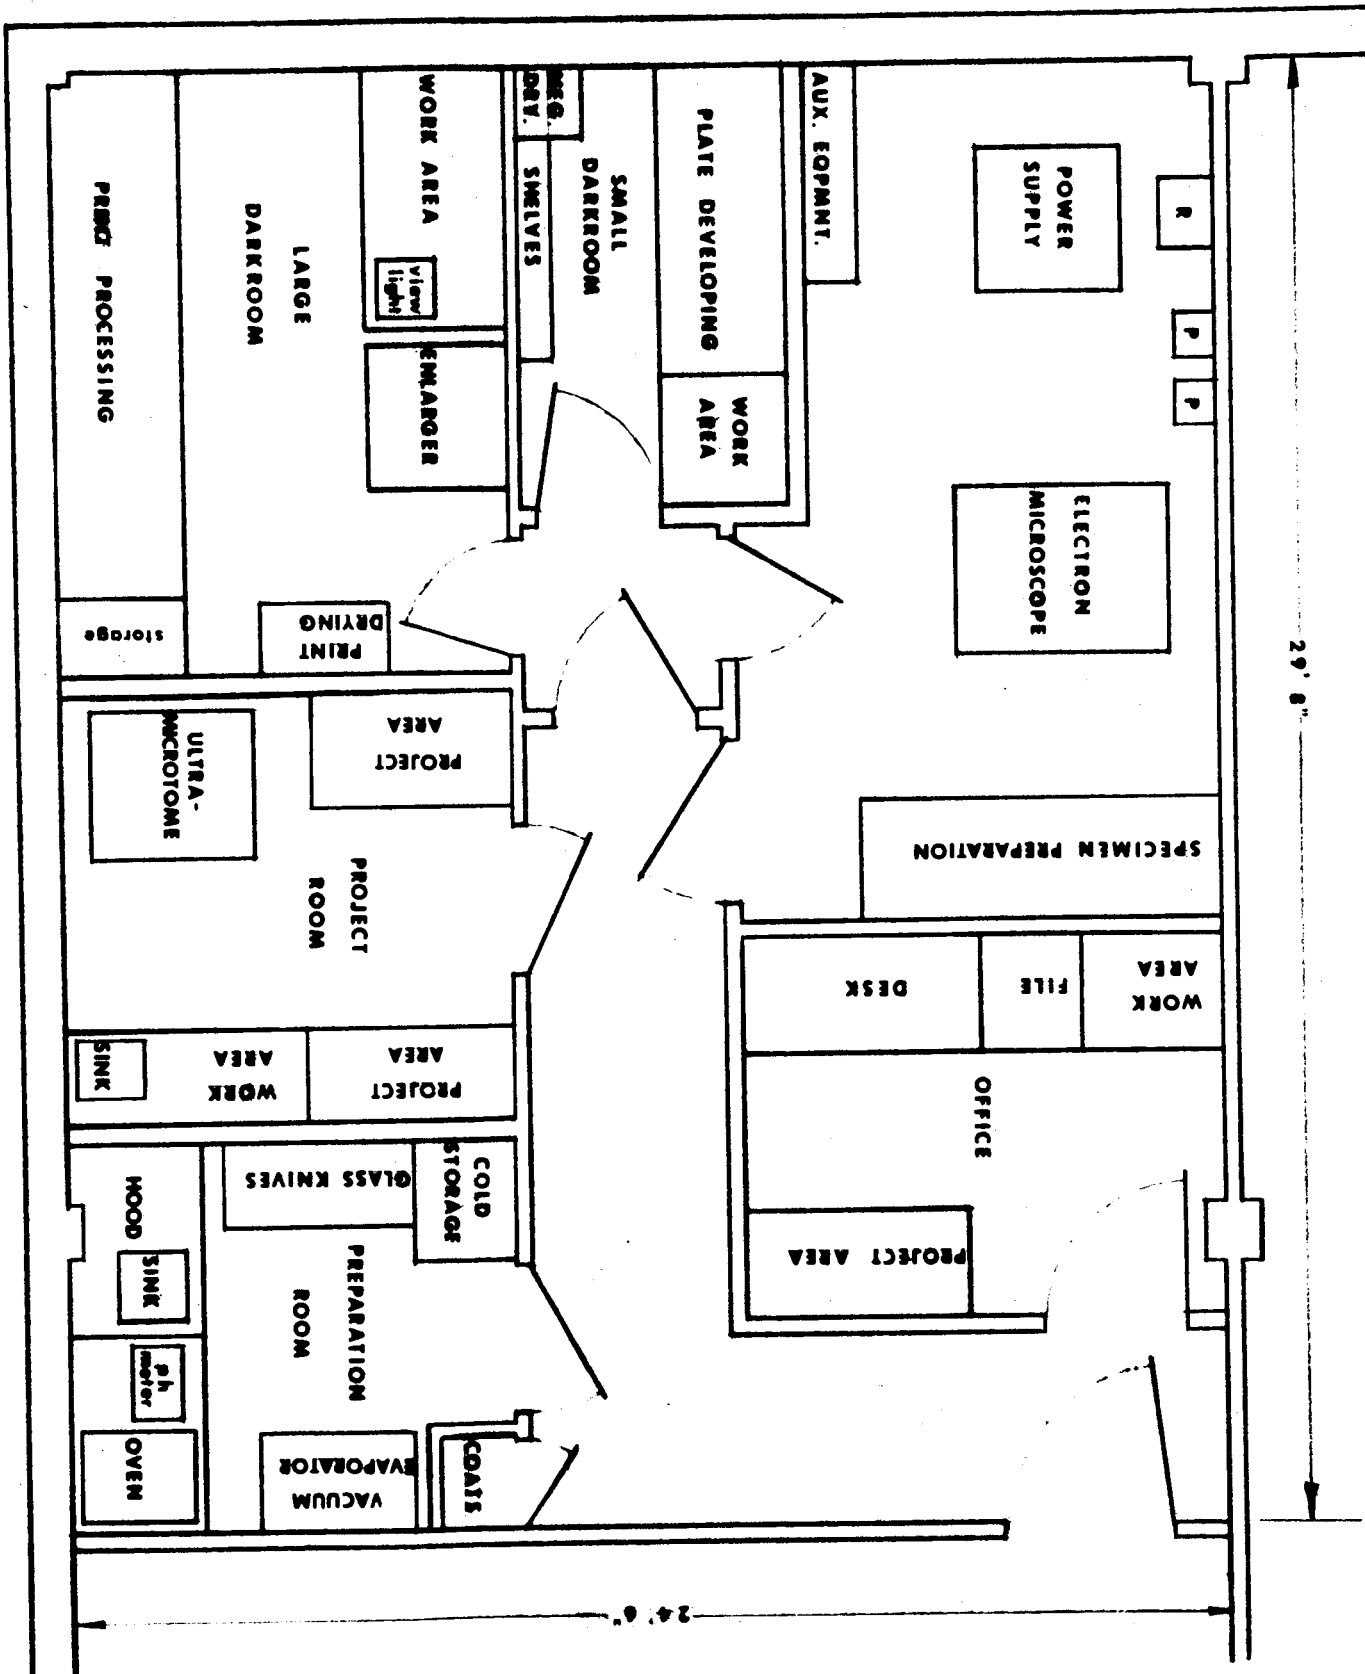 WORK AREA
view
light
ENLARGER
LARGE
DARKROOM
PRINT PROCESSING
storage
PRINT
DRYING
NEG.
DRY.
SHELVES
SMALL
DARKROOM
PLATE DEVELOPING
WORK
AREA
AUX. EQPMNT.
POWER
SUPPLY
R
P
P
ELECTRON
MICROSCOPE
SPECIMEN PREPARATION
29' 8"
PROJECT
AREA
ULTRA-
MICROTOME
PROJECT
ROOM
SINK
WORK
AREA
PROJECT
AREA
DESK
FILE
WORK
AREA
OFFICE
PROJECT AREA
COLD
STORAGE
GLASS KNIVES
HOOD
SINK
PREPARATION
ROOM
ph
meter
OVEN
VACUUM
EVAPORATOR
COATS
24' 6"